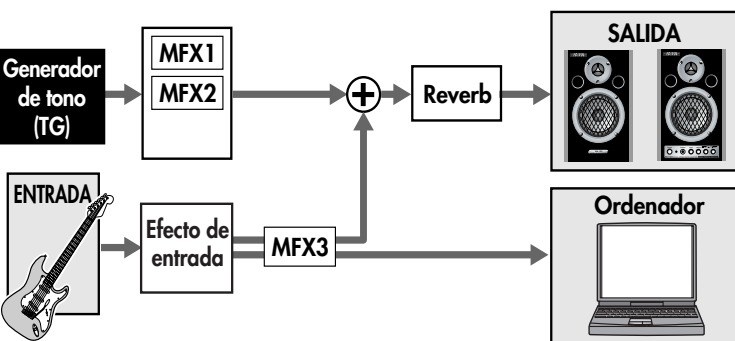 Generador
de tono
(TG)
MFX1
MFX2
Reverb
SALIDA
ENTRADA
Efecto de
entrada
MFX3
Ordenador